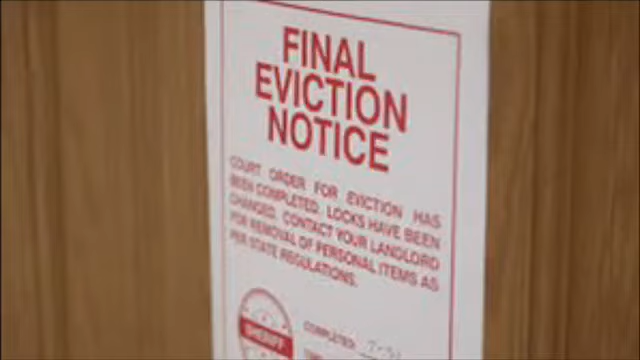 FINAL
EVICTION
NOTICE
COURT ORDER FOR EVICTION HAS
BEEN COMPLETED. LOCKS HAVE BEEN
CHANGED. CONTACT YOUR LANDLORD
FOR REMOVAL OF PERSONAL ITEMS AS
PER STATE REGULATIONS.
SHERIFF
COMPLETED: